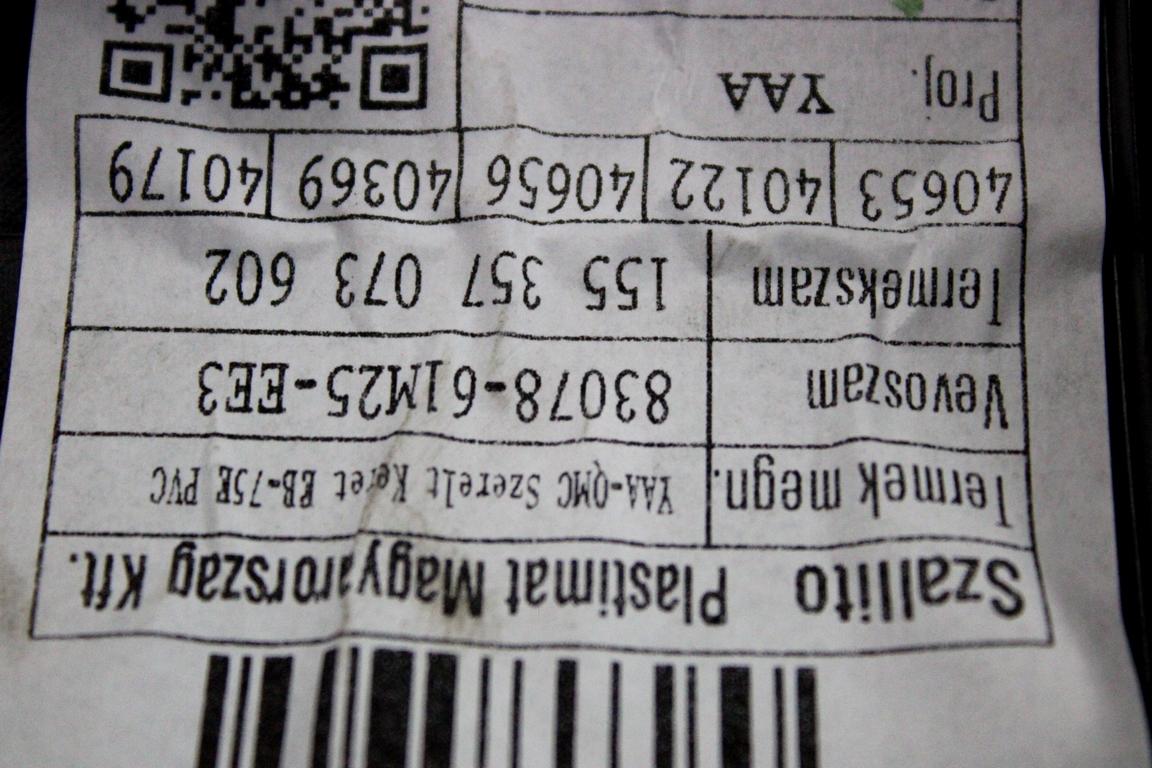 Szallito Plastimat Magyarorszag Kft.
Termek megn. YAA-QMC Szerelt Keret EB-75E PVC
Vevoszam 83078-61M25-EE3
Termekszam 155 357 073 602
40653 40122 40656 40369 40179
Proj. YAA